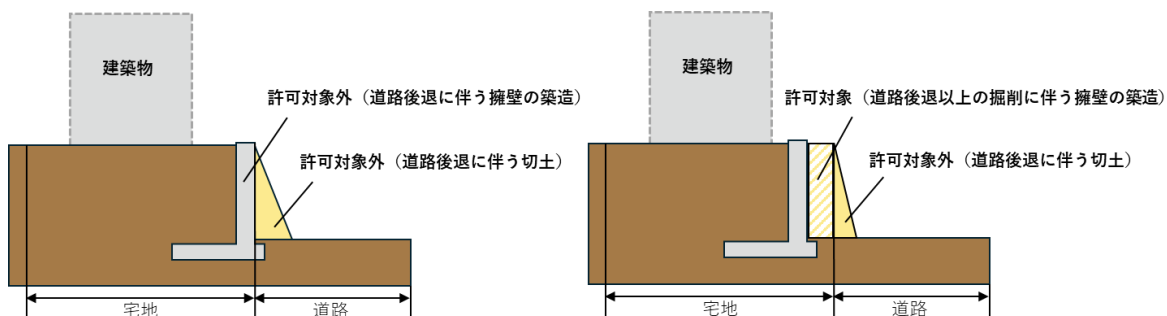 建築物
許可対象外（道路後退に伴う擁壁の築造）
許可対象外（道路後退に伴う切土）
宅地
道路
建築物
許可対象（道路後退以上の掘削に伴う擁壁の築造）
許可対象外（道路後退に伴う切土）
宅地
道路